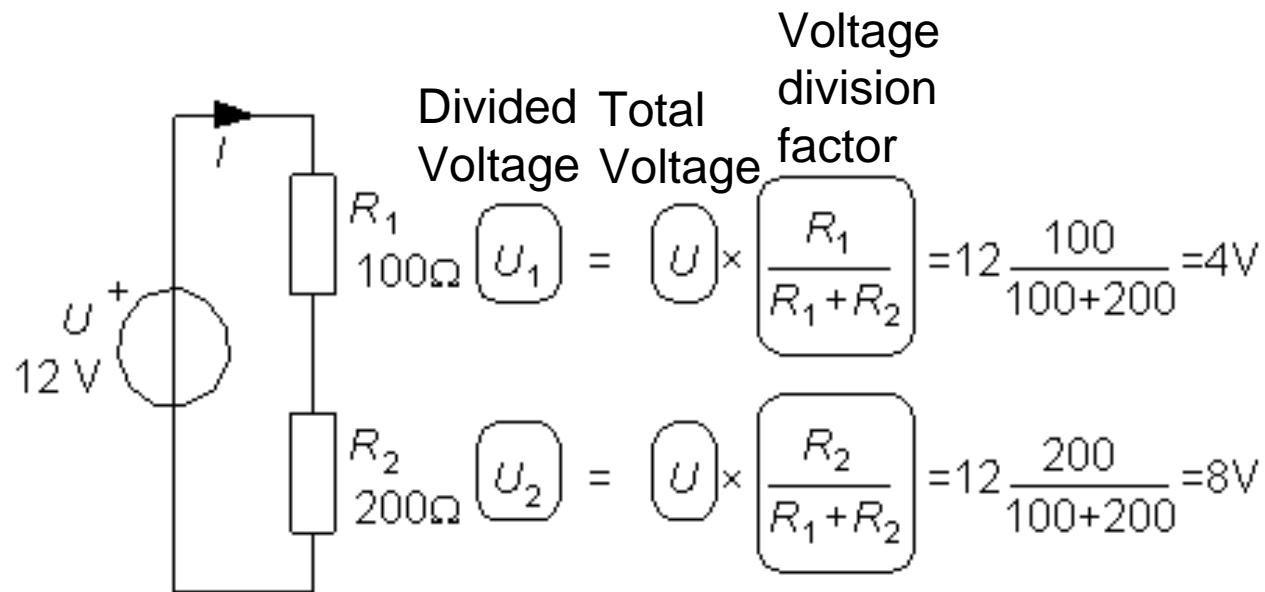 Voltage
division
factor
Divided
Voltage
Total
Voltage
I
R₁
100Ω
U₁ = U × R₁/(R₁+R₂) =12 100/(100+200) =4V
U +
12 V
R₂
200Ω
U₂ = U × R₂/(R₁+R₂) =12 200/(100+200) =8V